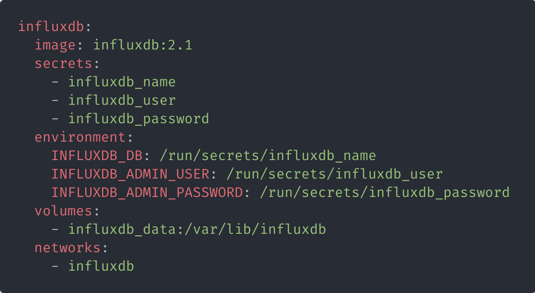 influxdb:
  image: influxdb:2.1
  secrets:
    - influxdb_name
    - influxdb_user
    - influxdb_password
  environment:
    INFLUXDB_DB: /run/secrets/influxdb_name
    INFLUXDB_ADMIN_USER: /run/secrets/influxdb_user
    INFLUXDB_ADMIN_PASSWORD: /run/secrets/influxdb_password
  volumes:
    - influxdb_data:/var/lib/influxdb
  networks:
    - influxdb